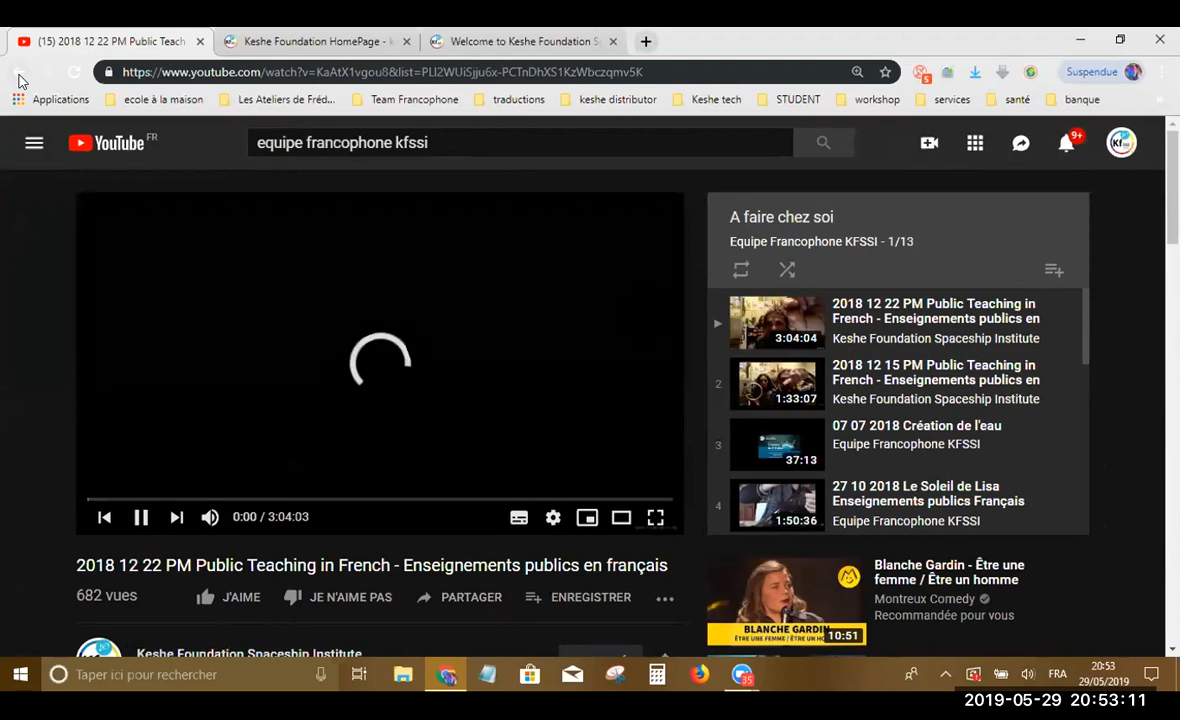 (15) 2018 12 22 PM Public Teach
Keshe Foundation HomePage - k
Welcome to Keshe Foundation S
https://www.youtube.com/watch?v=KaAtX1vgou8&list=PLJ2WUiSjju6x-PCTnDhXS1KzWbczqmv5K
5
Suspendue
Applications
ecole à la maison
Les Ateliers de Fréd...
Team Francophone
traductions
keshe distributor
Keshe tech
STUDENT
workshop
services
santé
banque
YouTube FR
equipe francophone kfssi
9+
A faire chez soi
Equipe Francophone KFSSI - 1/13
2018 12 22 PM Public Teaching in
French - Enseignements publics en
Keshe Foundation Spaceship Institute
3:04:04
2
2018 12 15 PM Public Teaching in
French - Enseignements publics en
Keshe Foundation Spaceship Institute
1:33:07
3
07 07 2018 Création de l'eau
Equipe Francophone KFSSI
37:13
4
27 10 2018 Le Soleil de Lisa
Enseignements publics Français
Equipe Francophone KFSSI
1:50:36
0:00 / 3:04:03
2018 12 22 PM Public Teaching in French - Enseignements publics en français
682 vues
J'AIME
JE N'AIME PAS
PARTAGER
ENREGISTRER
Keshe Foundation Spaceship Institute
Blanche Gardin - Être une
femme / Être un homme
Montreux Comedy
Recommandée pour vous
BLANCHE GARDIN
10:51
Taper ici pour rechercher
35
FRA
20:53
29/05/2019
2019-05-29 20:53:11